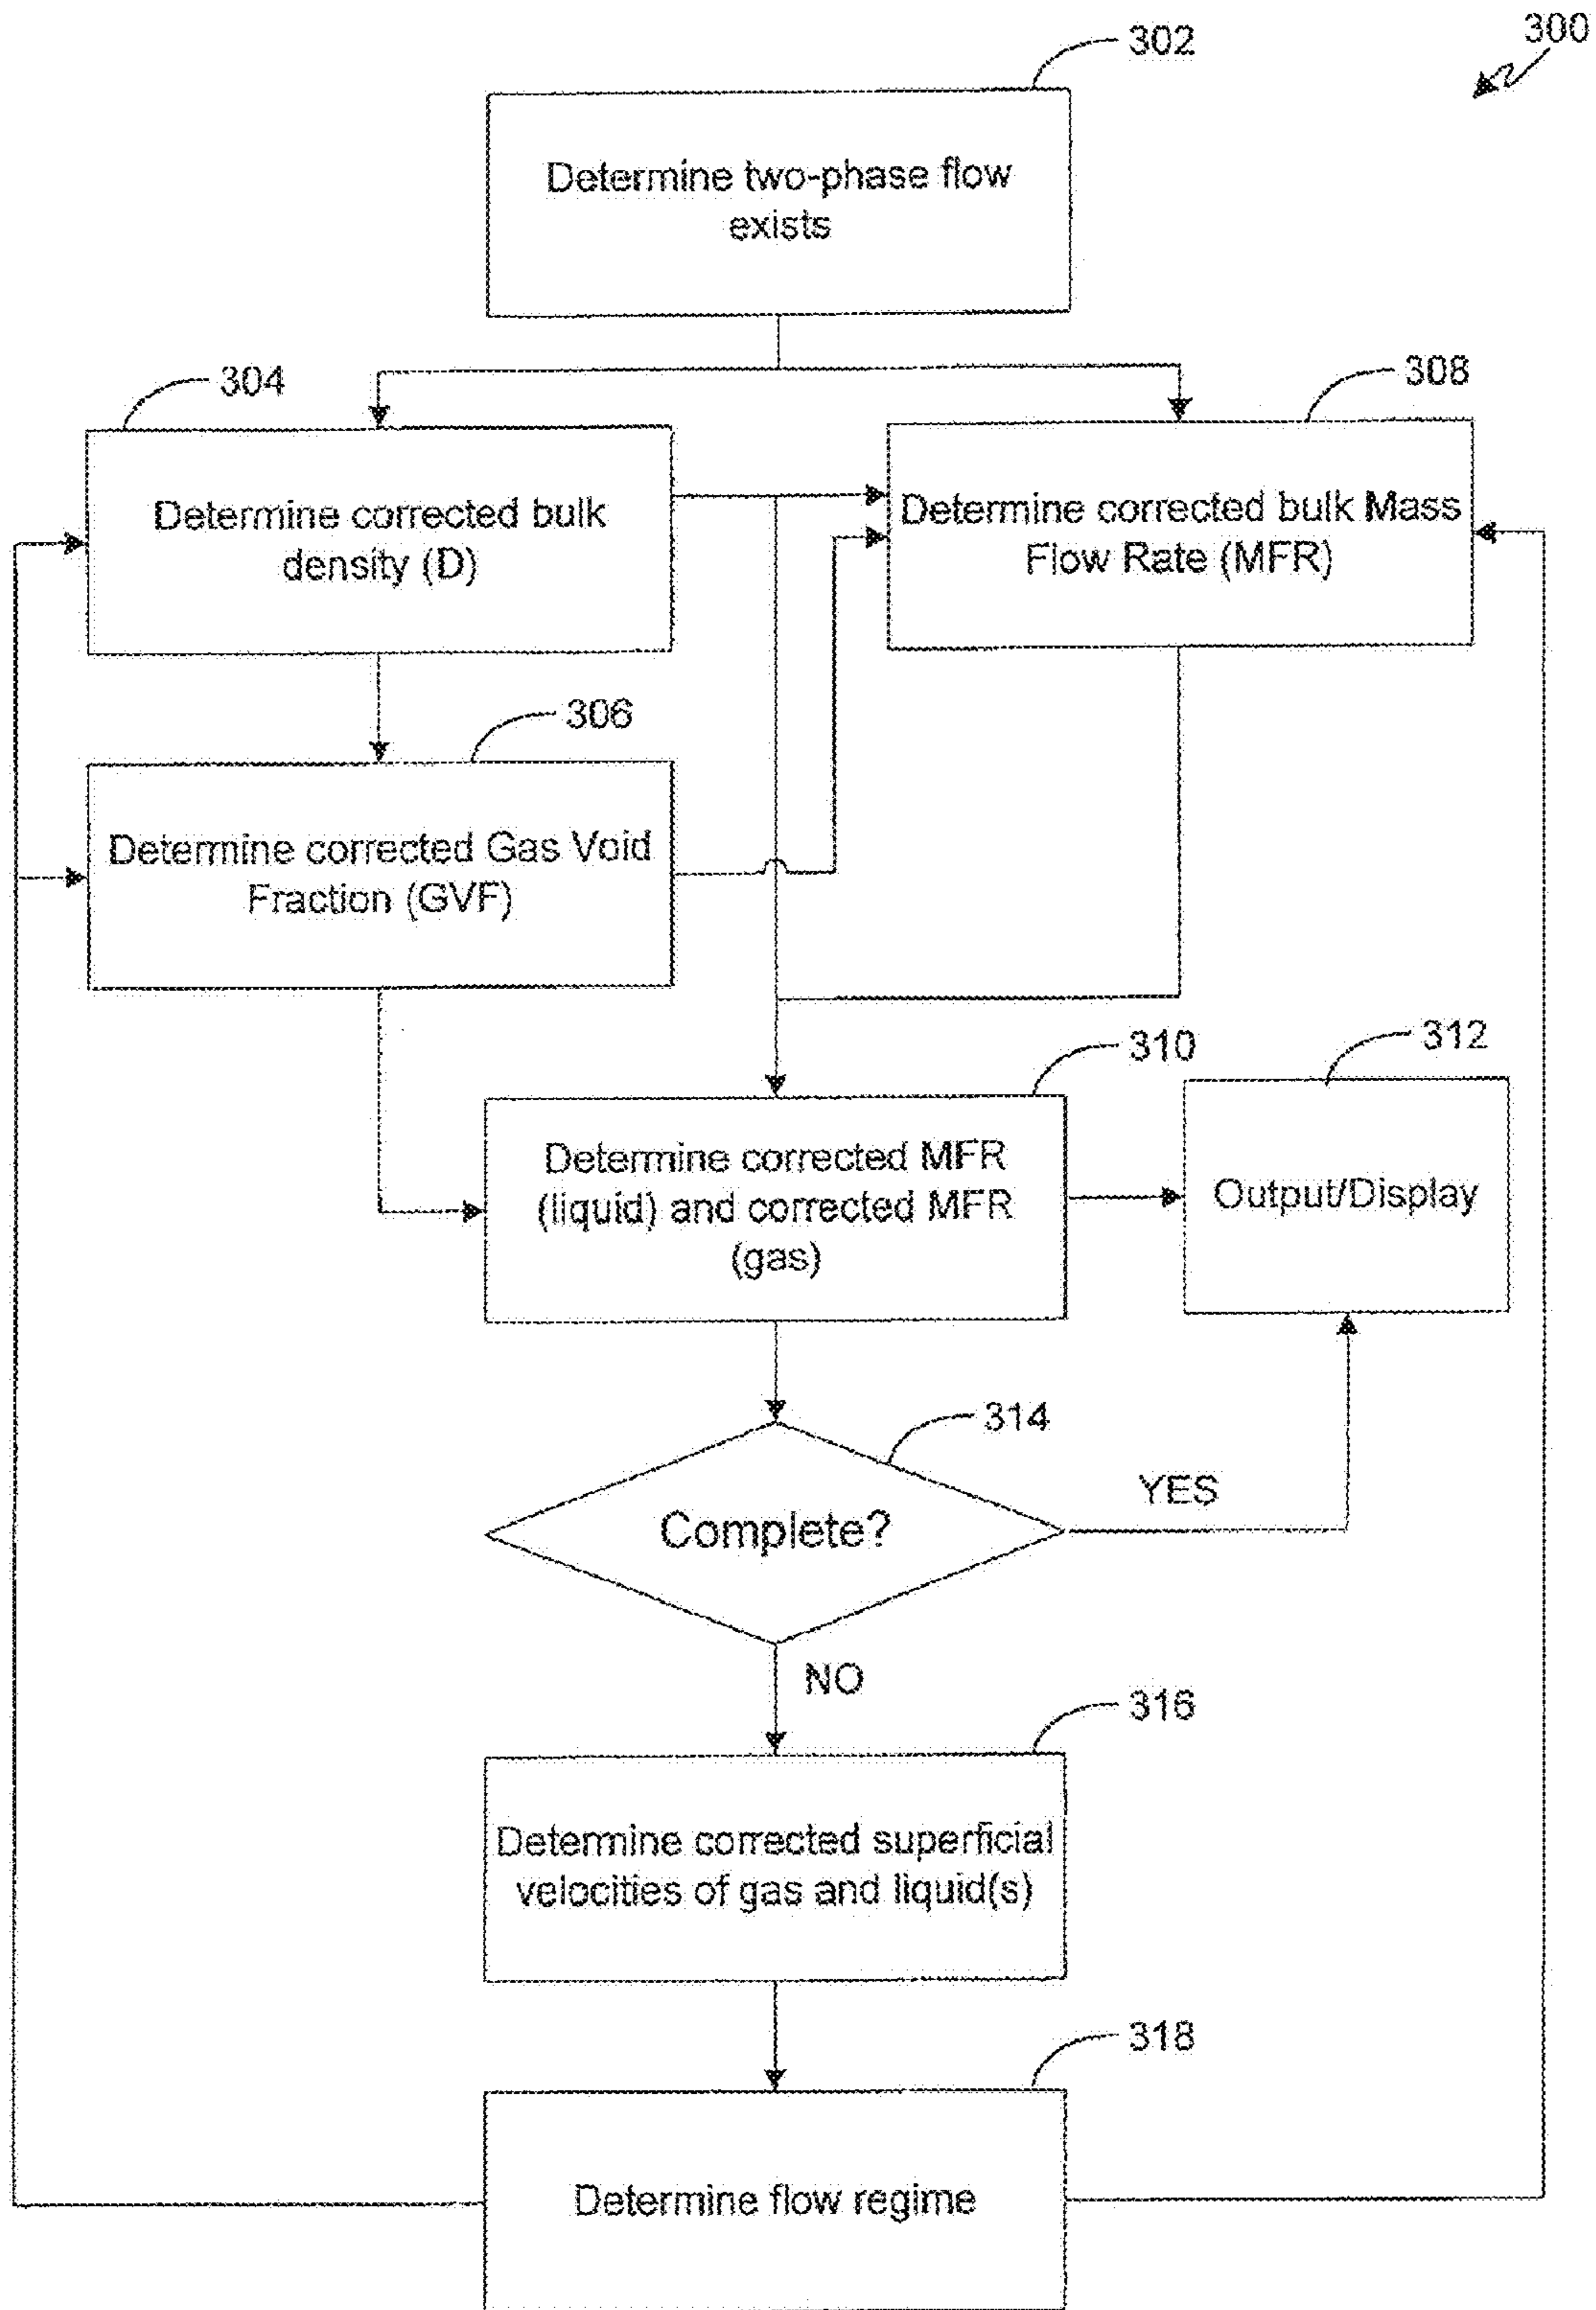 300
302
Determine two-phase flow
exists
304
308
Determine corrected bulk
density (D)
Determine corrected bulk Mass
Flow Rate (MFR)
306
Determine corrected Gas Void
Fraction (GVF)
310
312
Determine corrected MFR
(liquid) and corrected MFR
(gas)
Output/Display
314
Complete?
YES
NO
316
Determine corrected superficial
velocities of gas and liquid(s)
318
Determine flow regime